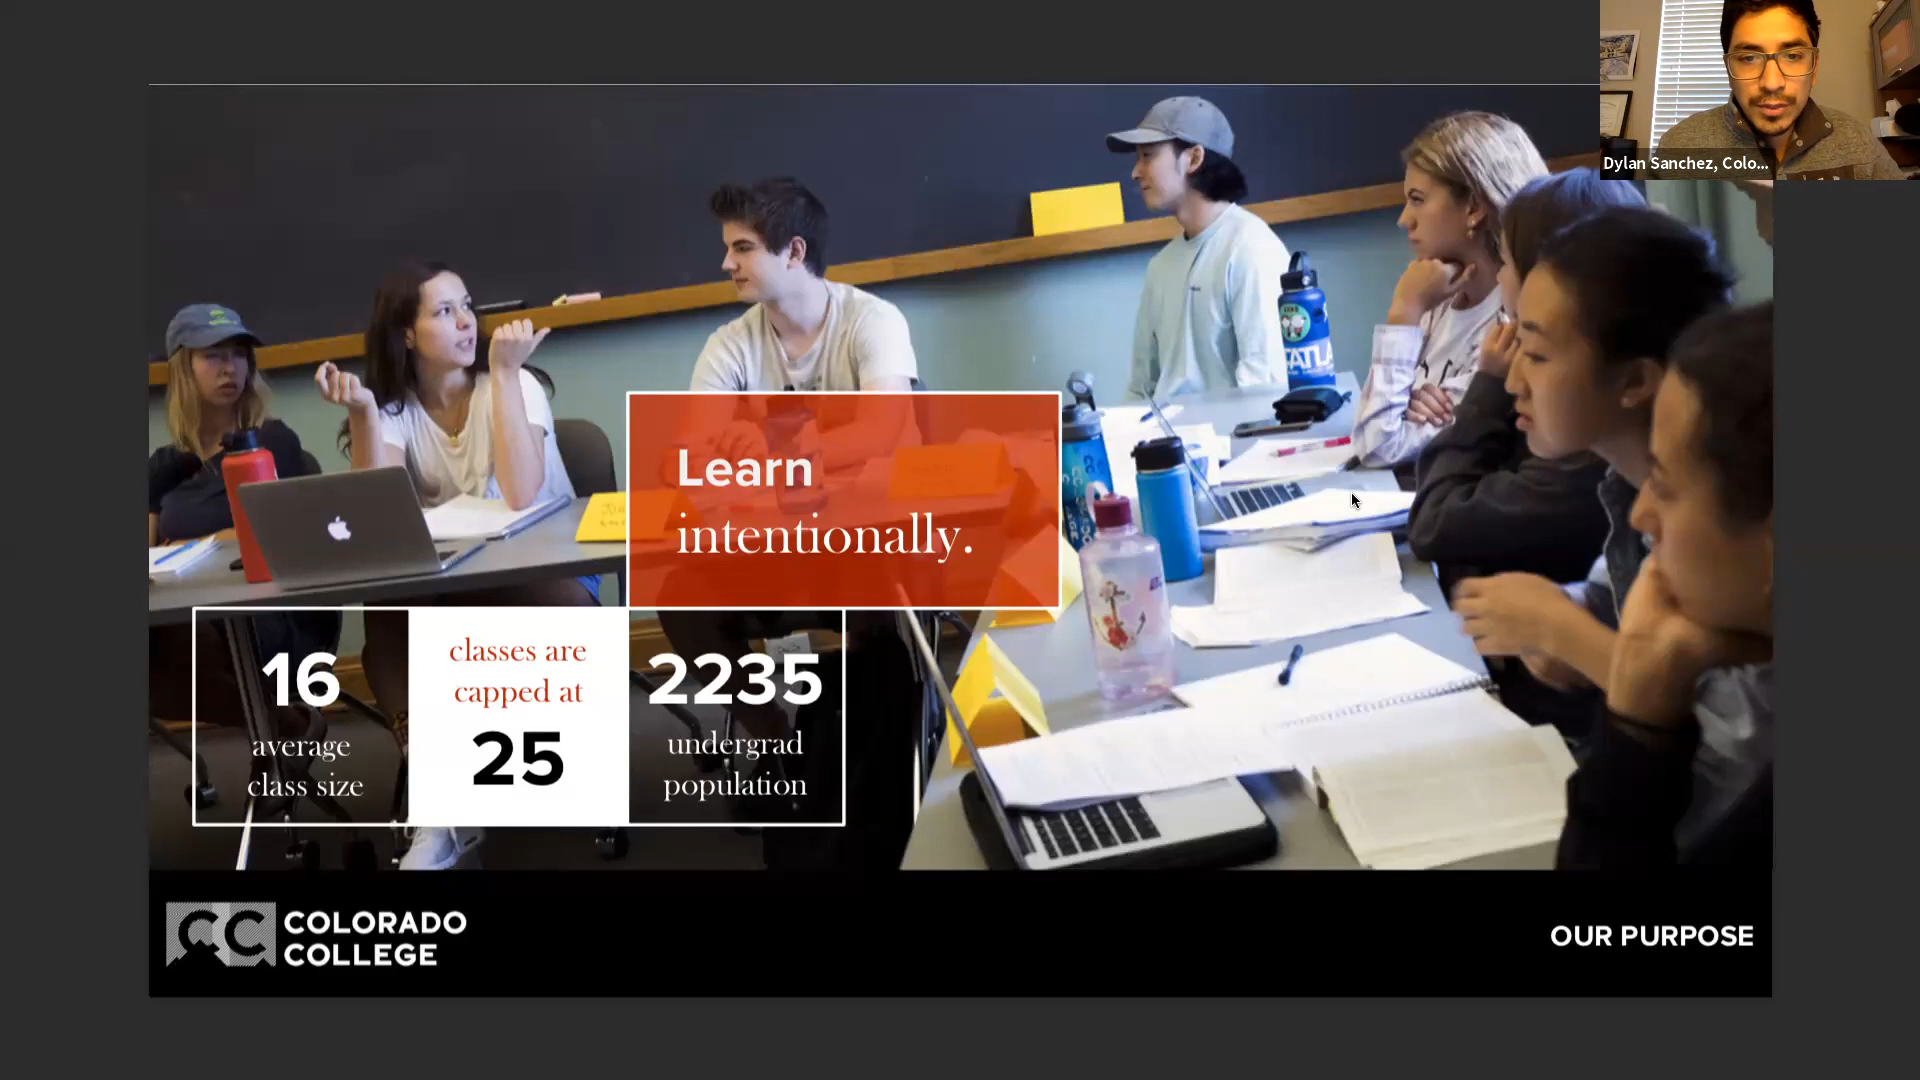 Dylan Sanchez, Colo...
Learn
intentionally.
16
average
class size
classes are
capped at
25
2235
undergrad
population
CC
COLORADO
COLLEGE
OUR PURPOSE